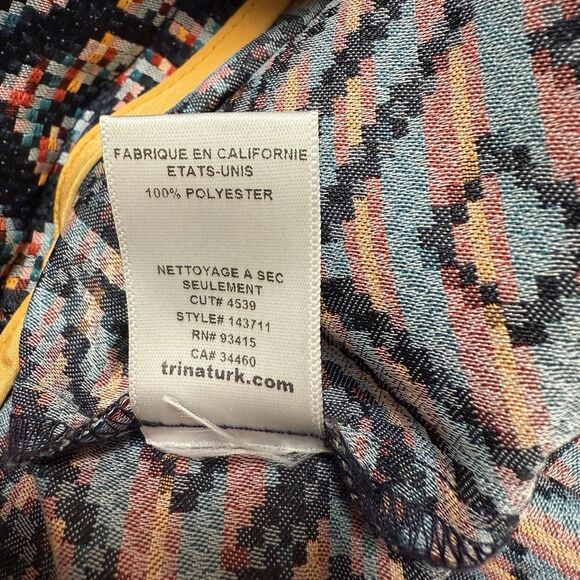 FABRIQUE EN CALIFORNIE
ETATS-UNIS
100% POLYESTER
NETTOYAGE A SEC
SEULEMENT
CUT# 4539
STYLE# 143711
RN# 93415
CA# 34460
trinaturk.com